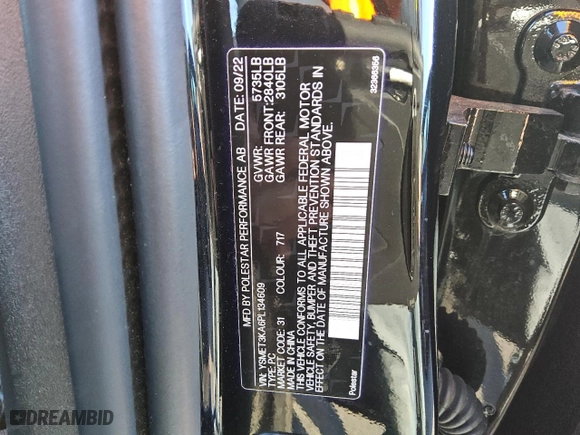 MFD BY POLESTAR PERFORMANCE AB DATE: 09/22
GVWR: 5735LB
GAWR FRONT: 2840LB
GAWR REAR: 3105LB
VIN: YSMET3KA6PL134609
TYPE: PC
MARKET CODE: 31 COLOUR: 717
MADE IN CHINA
THIS VEHICLE CONFORMS TO ALL APPLICABLE FEDERAL MOTOR
VEHICLE SAFETY, BUMPER AND THEFT PREVENTION STANDARDS IN
EFFECT ON THE DATE OF MANUFACTURE SHOWN ABOVE.
Polestar 32366356
DREAMBID